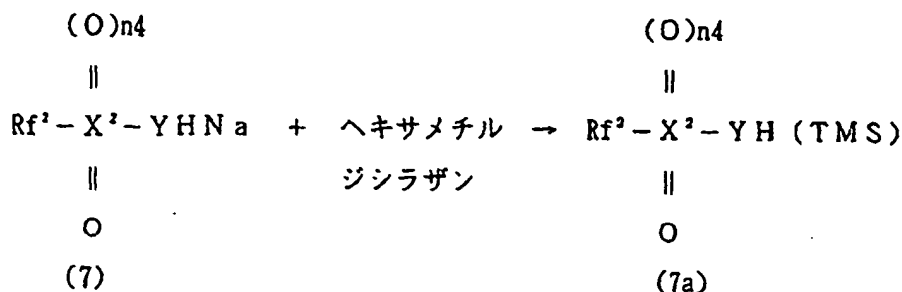 (O)n4 (O)n4
‖ ‖
Rf²－X²－YHNa + ヘキサメチル → Rf²－X²－YH(TMS)
‖ ジシラザン ‖
O O
(7) (7a)